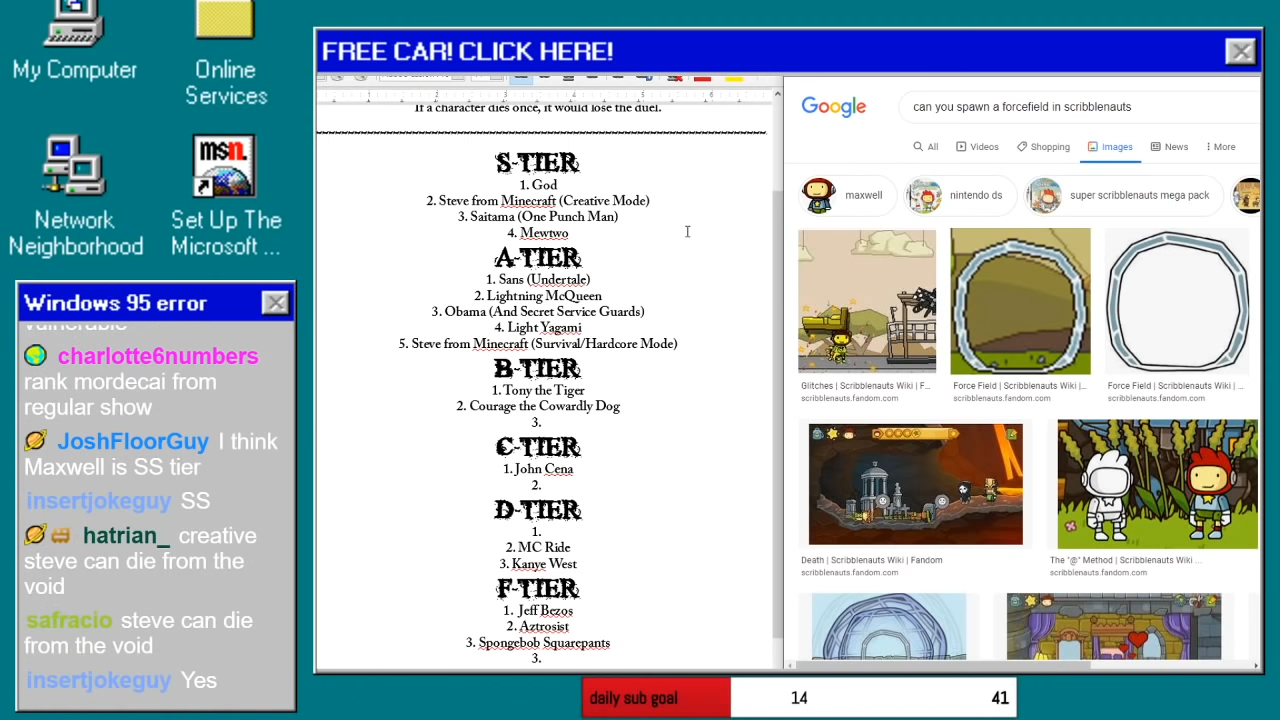 My Computer
Online
Services
Network
Neighborhood
msn.
Set Up The
Microsoft ...
Windows 95 error
vulnerable
charlotte6numbers
rank mordecai from
regular show
JoshFloorGuy I think
Maxwell is SS tier
insertjokeguy SS
hatrian_ creative
steve can die from the
void
safracio steve can die
from the void
insertjokeguy Yes
FREE CAR! CLICK HERE!
If a character dies once, it would lose the duel.
S-TIER
1. God
2. Steve from Minecraft (Creative Mode)
3. Saitama (One Punch Man)
4. Mewtwo
A-TIER
1. Sans (Undertale)
2. Lightning McQueen
3. Obama (And Secret Service Guards)
4. Light Yagami
5. Steve from Minecraft (Survival/Hardcore Mode)
B-TIER
1. Tony the Tiger
2. Courage the Cowardly Dog
3.
C-TIER
1. John Cena
2.
D-TIER
1.
2. MC Ride
3. Kanye West
F-TIER
1. Jeff Bezos
2. Aztrosist
3. Spongebob Squarepants
3.
Google
can you spawn a forcefield in scribblenauts
All Videos Shopping Images News More
maxwell nintendo ds super scribblenauts mega pack
Glitches | Scribblenauts Wiki | F...
scribblenauts.fandom.com
Force Field | Scribblenauts Wiki |...
scribblenauts.fandom.com
Force Field | Scribblenauts Wiki |...
scribblenauts.fandom.com
Death | Scribblenauts Wiki | Fandom
scribblenauts.fandom.com
The "@" Method | Scribblenauts Wiki ...
scribblenauts.fandom.com
daily sub goal 14 41